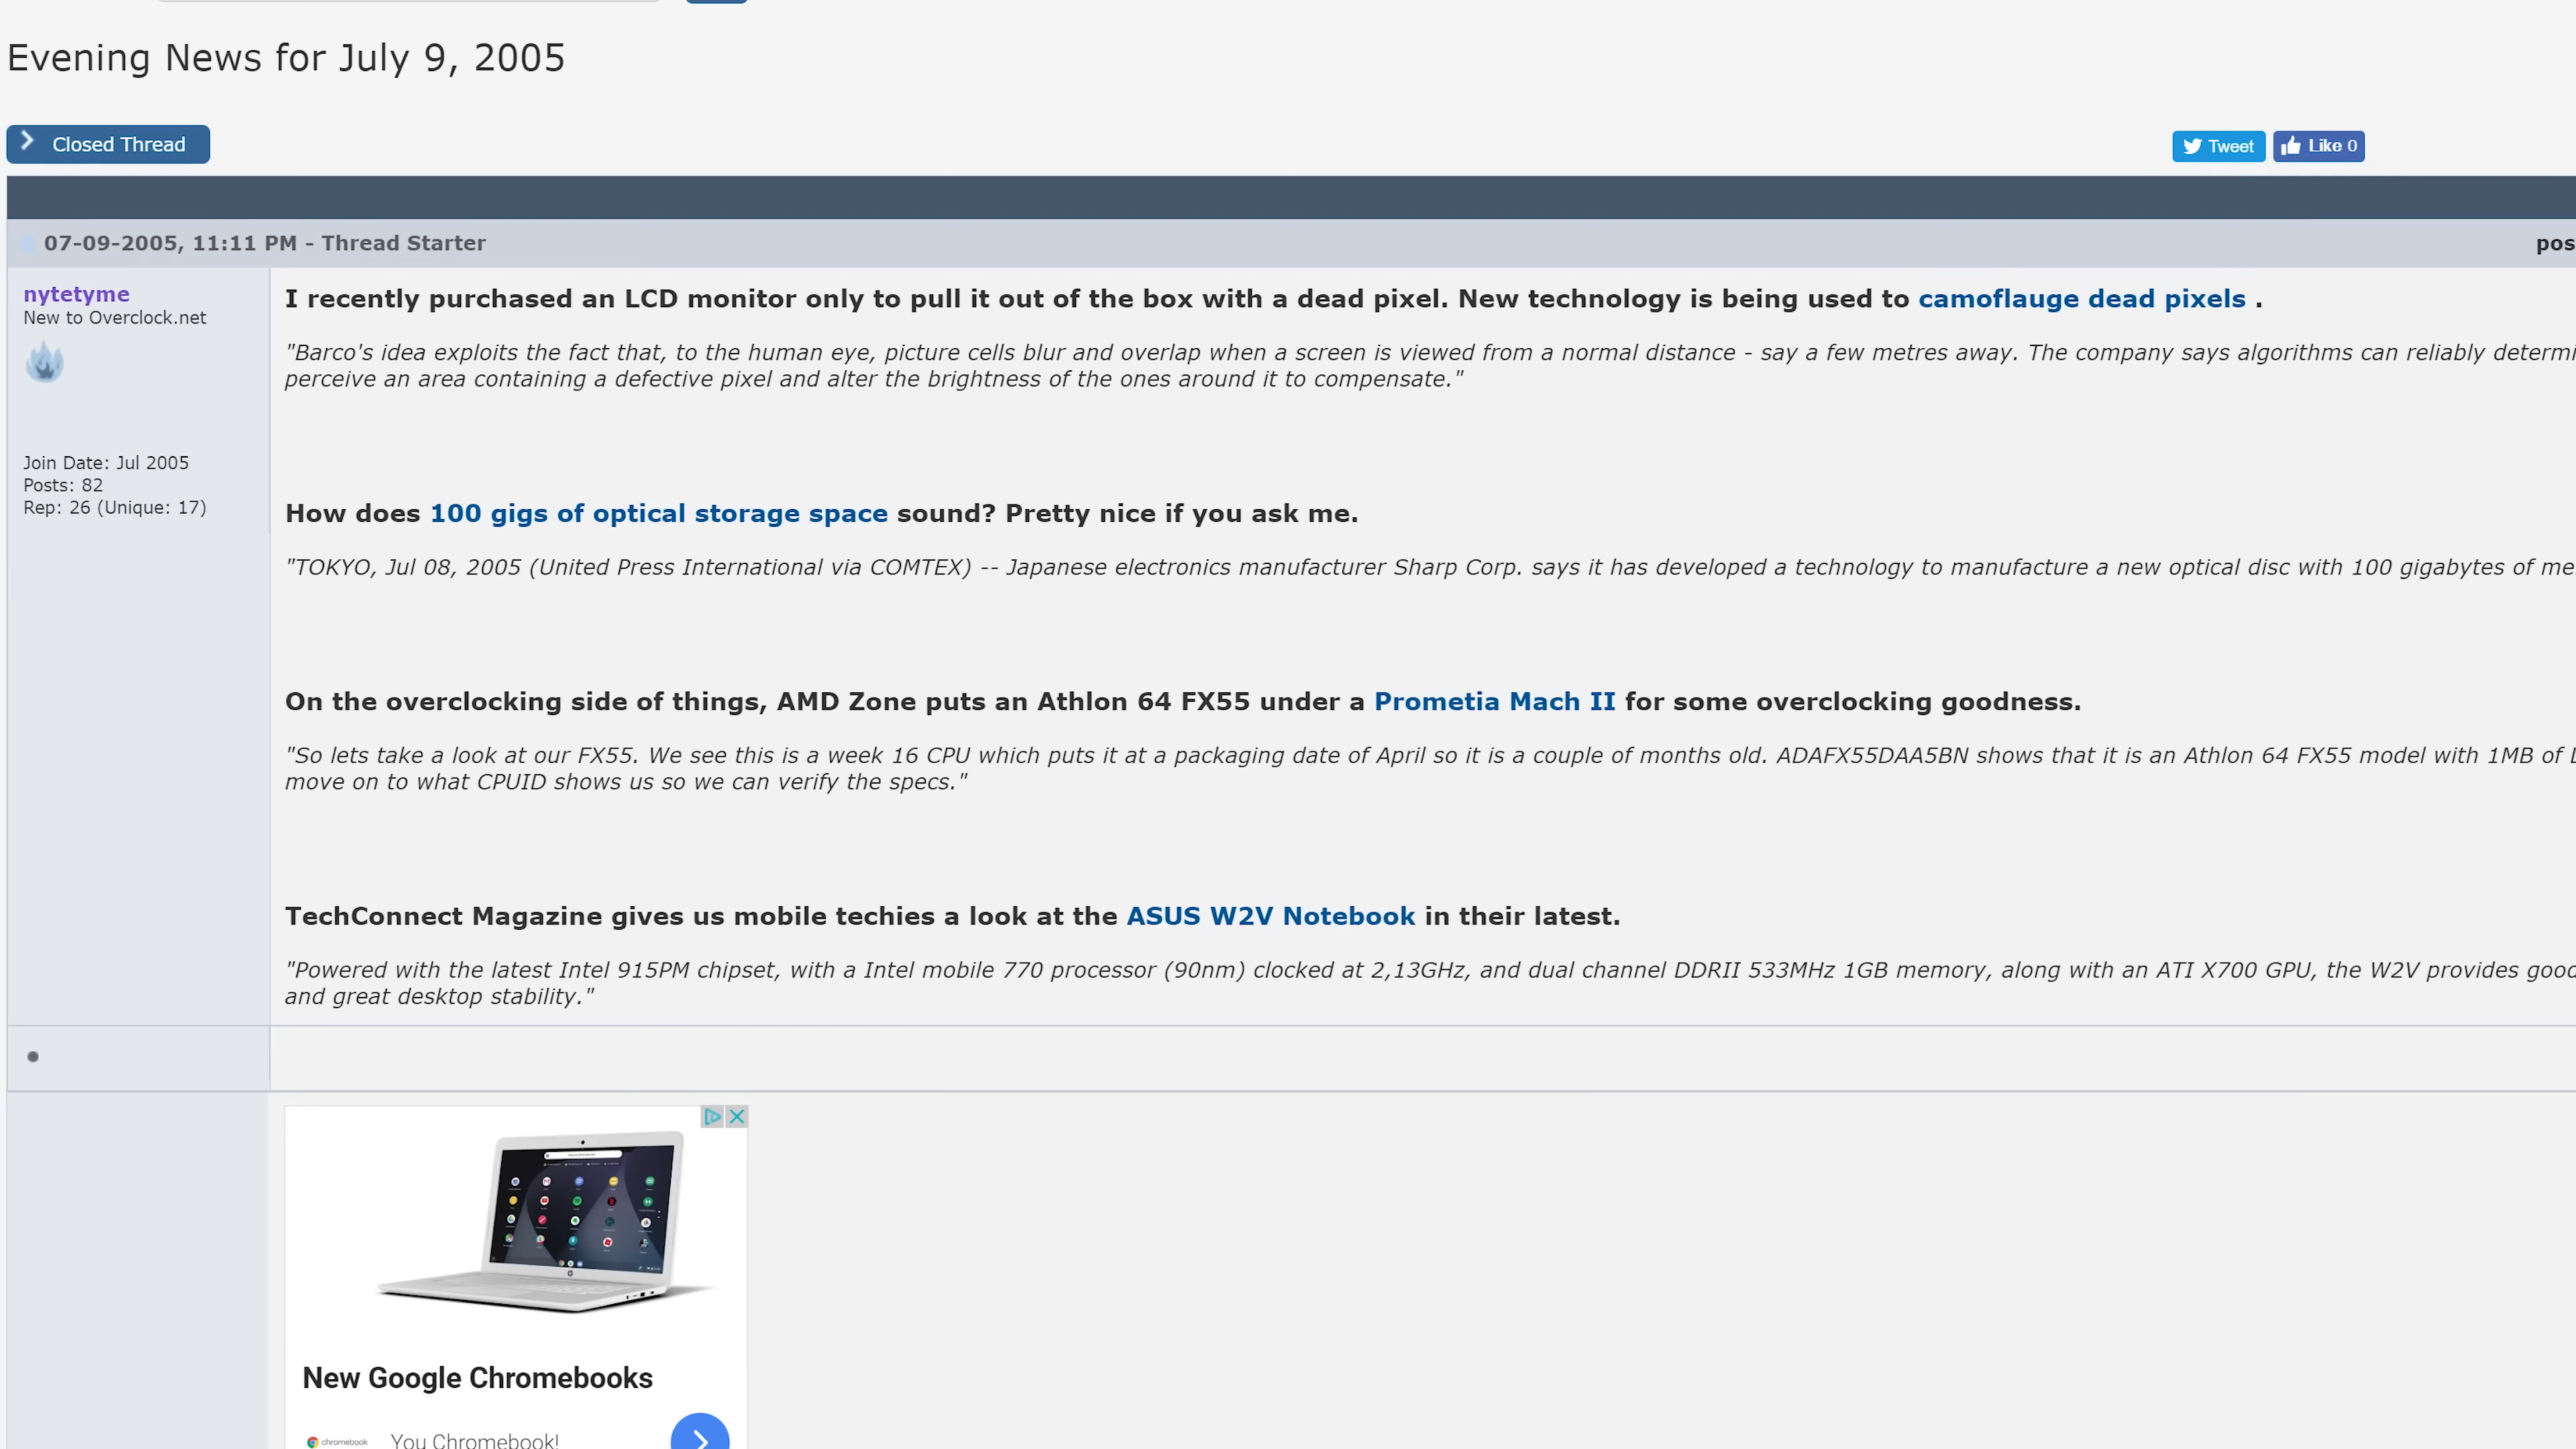 Evening News for July 9, 2005
Closed Thread
Tweet
Like 0
07-09-2005, 11:11 PM - Thread Starter
pos
nytetyme
New to Overclock.net
Join Date: Jul 2005
Posts: 82
Rep: 26 (Unique: 17)
I recently purchased an LCD monitor only to pull it out of the box with a dead pixel. New technology is being used to camoflauge dead pixels .
"Barco's idea exploits the fact that, to the human eye, picture cells blur and overlap when a screen is viewed from a normal distance - say a few metres away. The company says algorithms can reliably determi
perceive an area containing a defective pixel and alter the brightness of the ones around it to compensate."
How does 100 gigs of optical storage space sound? Pretty nice if you ask me.
"TOKYO, Jul 08, 2005 (United Press International via COMTEX) -- Japanese electronics manufacturer Sharp Corp. says it has developed a technology to manufacture a new optical disc with 100 gigabytes of me
On the overclocking side of things, AMD Zone puts an Athlon 64 FX55 under a Prometia Mach II for some overclocking goodness.
"So lets take a look at our FX55. We see this is a week 16 CPU which puts it at a packaging date of April so it is a couple of months old. ADAFX55DAA5BN shows that it is an Athlon 64 FX55 model with 1MB of L
move on to what CPUID shows us so we can verify the specs."
TechConnect Magazine gives us mobile techies a look at the ASUS W2V Notebook in their latest.
"Powered with the latest Intel 915PM chipset, with a Intel mobile 770 processor (90nm) clocked at 2,13GHz, and dual channel DDRII 533MHz 1GB memory, along with an ATI X700 GPU, the W2V provides good
and great desktop stability."
New Google Chromebooks
chromebook
You Chromebook!